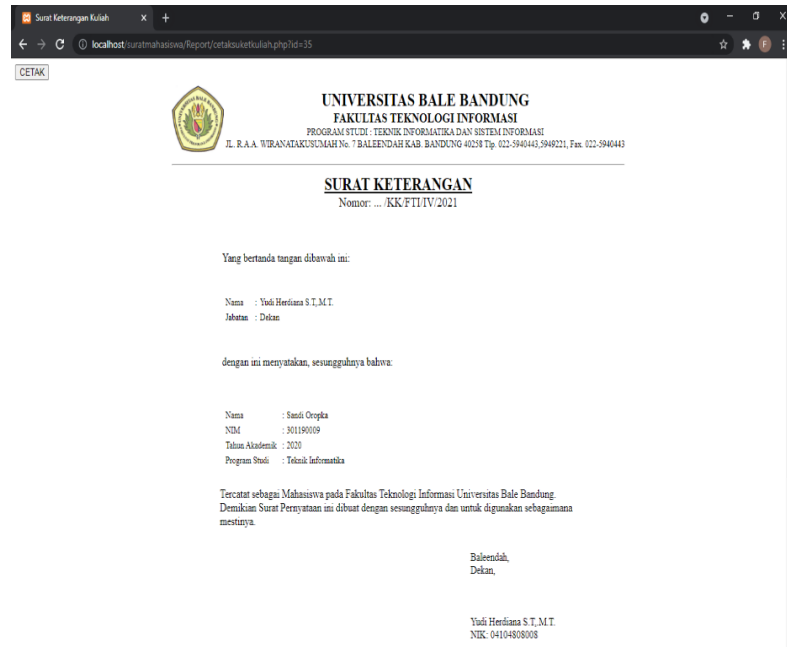 Surat Keterangan Kuliah
localhost/suratmahasiswa/Report/cetaksuketkuliah.php?id=35
F
CETAK
UNIVERSITAS BALE BANDUNG
FAKULTAS TEKNOLOGI INFORMASI
PROGRAM STUDI : TEKNIK INFORMATIKA DAN SISTEM INFORMASI
JL. R.A.A. WIRANATAKUSUMAH No. 7 BALEENDAH KAB. BANDUNG 40258 Tlp. 022-5940443,5949221, Fax. 022-5940443
SURAT KETERANGAN
Nomor: ... /KK/FTI/IV/2021
Yang bertanda tangan dibawah ini:
Nama : Yudi Herdiana S.T,.M.T.
Jabatan : Dekan
dengan ini menyatakan, sesungguhnya bahwa:
Nama : Sandi Oropka
NIM : 301190009
Tahun Akademik : 2020
Program Studi : Teknik Informatika
Tercatat sebagai Mahasiswa pada Fakultas Teknologi Informasi Universitas Bale Bandung.
Demikian Surat Pernyataan ini dibuat dengan sesungguhnya dan untuk digunakan sebagaimana
mestinya.
Baleendah,
Dekan,
Yudi Herdiana S.T,.M.T.
NIK: 04104808008